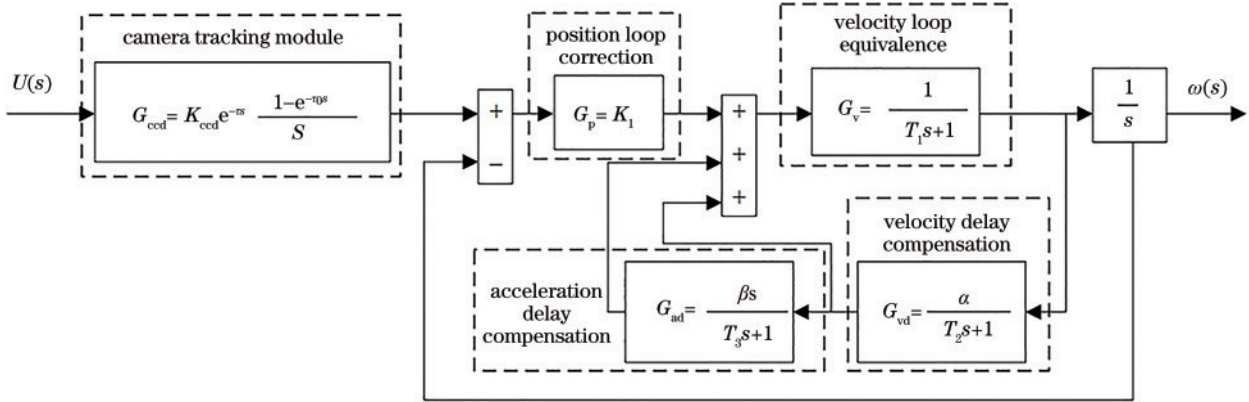 camera tracking module
U(s)
G_ccd = K_ccd e^{-τs} (1-e^{-τ0s})/S
position loop
correction
G_p = K_1
+
−
+
+
+
velocity loop
equivalence
G_v = 1/(T_1s+1)
1/s
ω(s)
velocity delay
compensation
G_vd = α/(T_2s+1)
acceleration
delay
compensation
G_ad = βs/(T_3s+1)